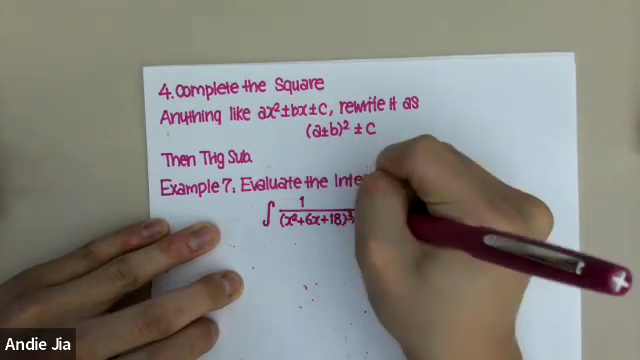 4. Complete the Square
Anything like ax²±bx±c, rewrite it as
(a±b)² ± c
Then Trig Sub.
Example 7: Evaluate the
∫ 1
(x²+6x+18)
Andie Jia